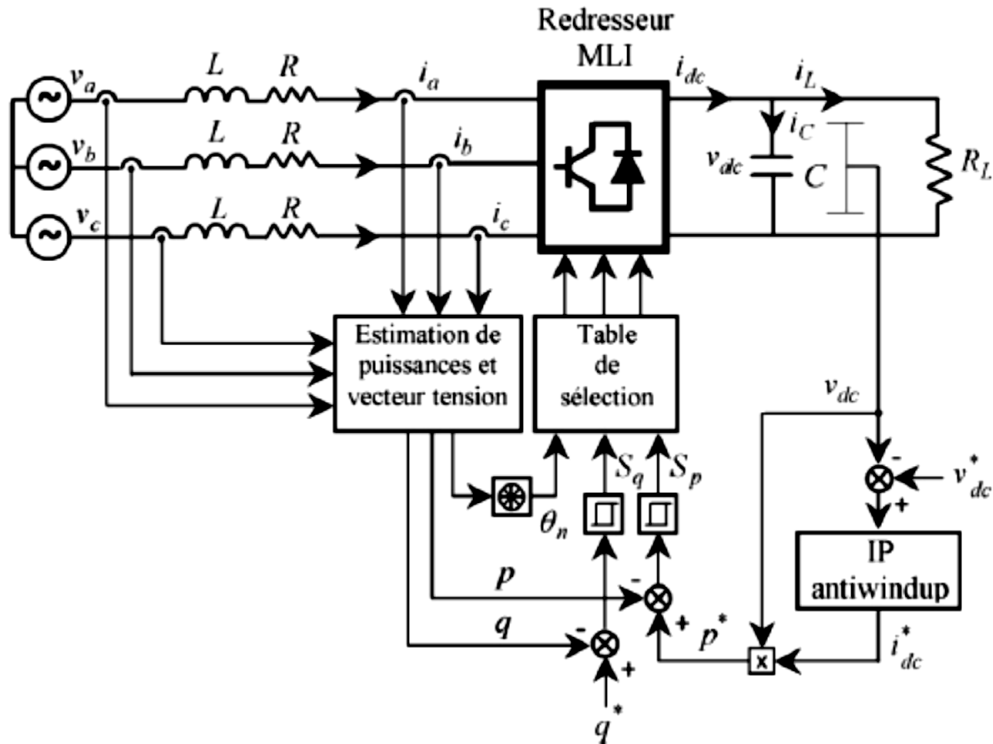 Redresseur
MLI
v_a
L
R
i_a
i_dc
i_L
v_b
L
R
i_b
i_C
v_dc
C
R_L
v_c
L
R
i_c
Estimation de
puissances et
vecteur tension
Table
de
sélection
v_dc
S_q
S_p
-
v*_dc
+
θ_n
IP
antiwindup
p
-
+
p*
q
-
+
x
i*_dc
q*